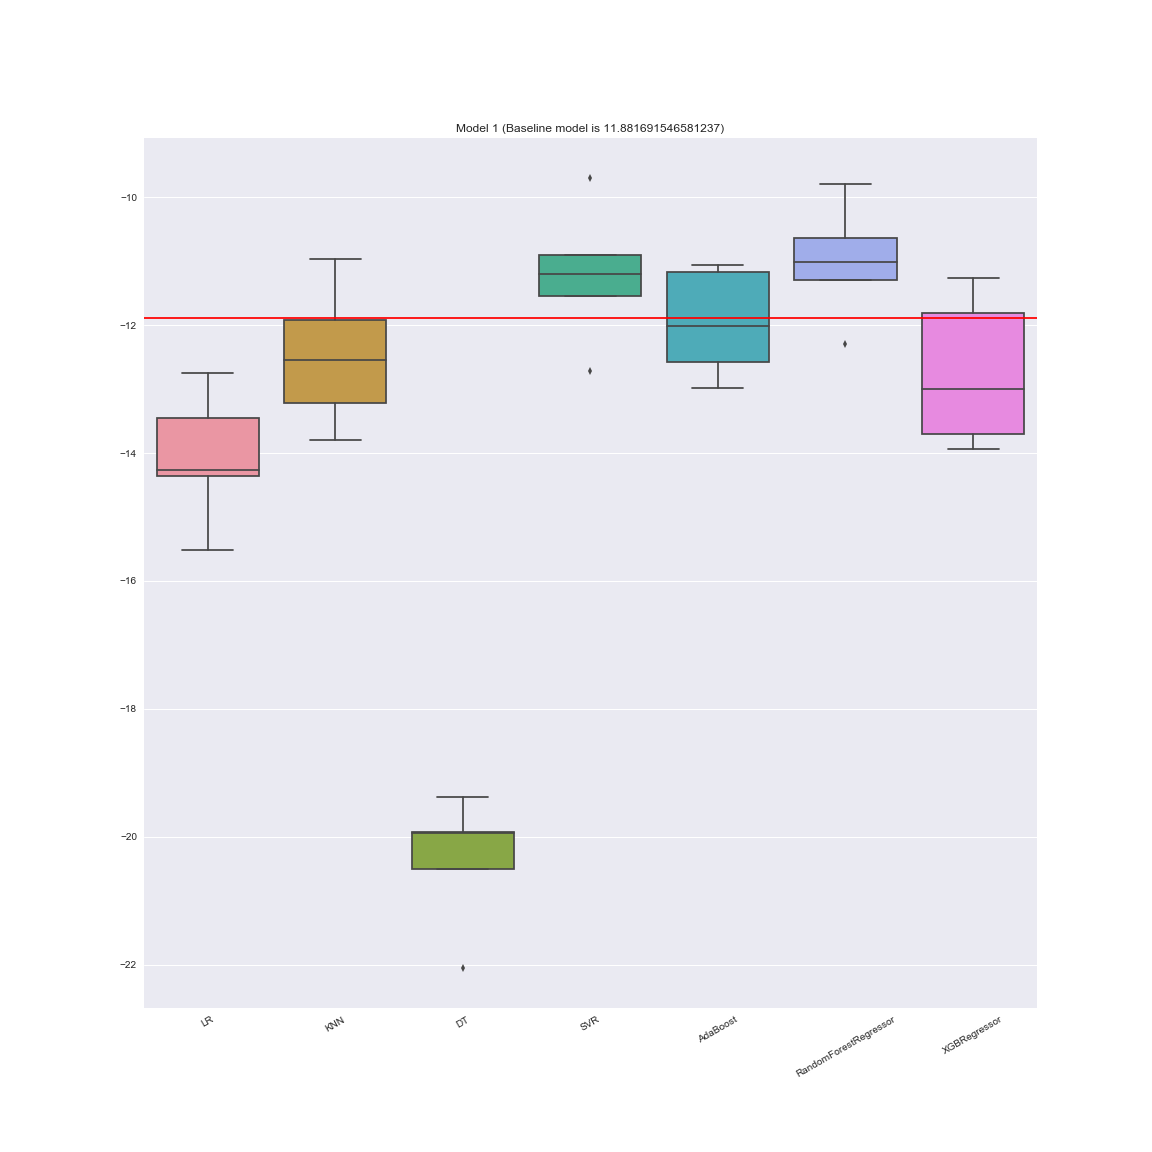 Model 1 (Baseline model is 11.881691546581237)
−10
−12
−14
−16
−18
−20
−22
LR
KNN
DT
SVR
AdaBoost
RandomForestRegressor
XGBRegressor